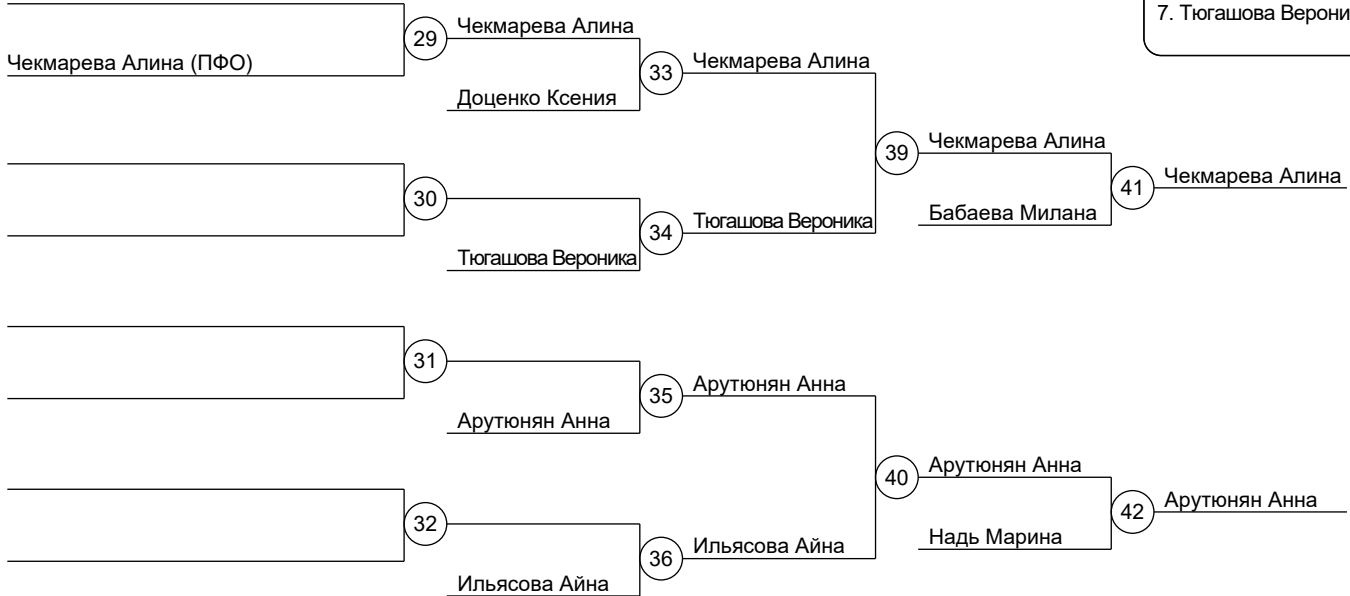 7. Тюгашова Верони
29
Чекмарева Алина
Чекмарева Алина (ПФО)
33
Чекмарева Алина
Доценко Ксения
39
Чекмарева Алина
41
Чекмарева Алина
30
34
Тюгашова Вероника
Бабаева Милана
Тюгашова Вероника
31
35
Арутюнян Анна
Арутюнян Анна
40
Арутюнян Анна
42
Арутюнян Анна
32
36
Ильясова Айна
Надь Марина
Ильясова Айна